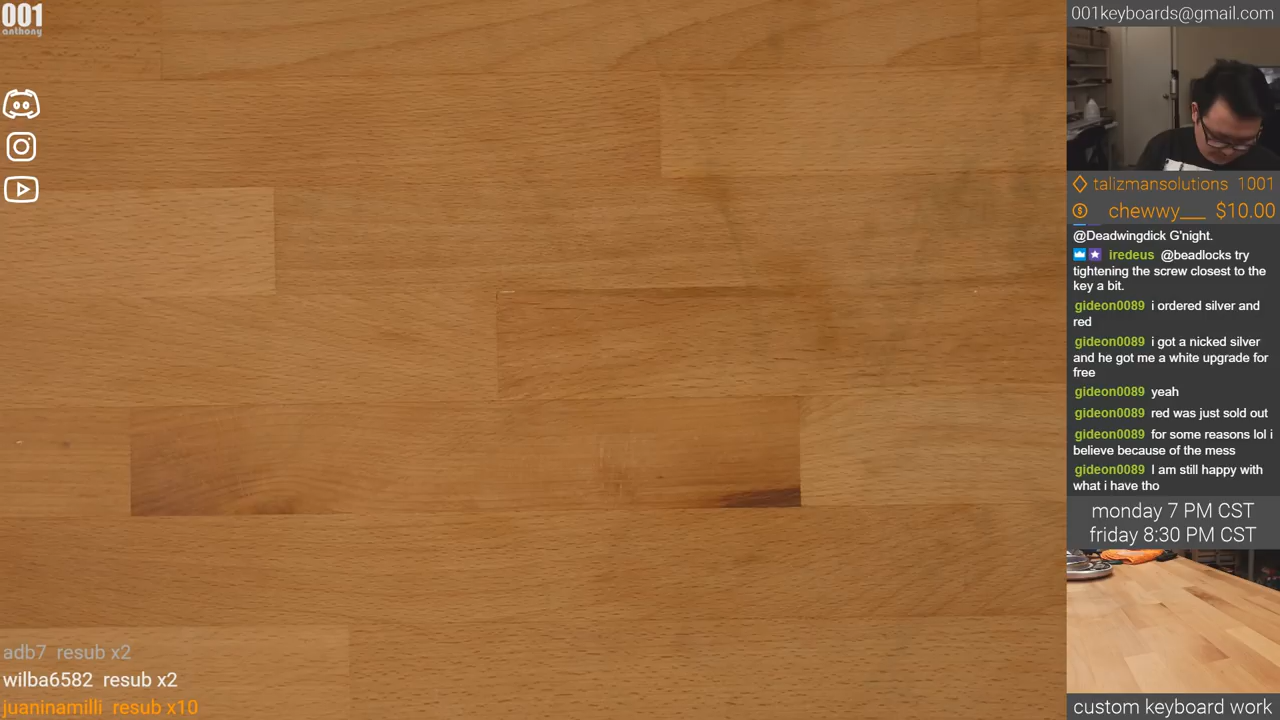 001
anthony
001keyboards@gmail.com
talizmansolutions 1001
chewwy___ $10.00
@Deadwingdick G'night.
iredeus @beadlocks try
tightening the screw closest to the
key a bit.
gideon0089 i ordered silver and
red
gideon0089 i got a nicked silver
and he got me a white upgrade for
free
gideon0089 yeah
gideon0089 red was just sold out
gideon0089 for some reasons lol i
believe because of the mess
gideon0089 I am still happy with
what i have tho
monday 7 PM CST
friday 8:30 PM CST
adb7 resub x2
wilba6582 resub x2
juaninamilli resub x10
custom keyboard work